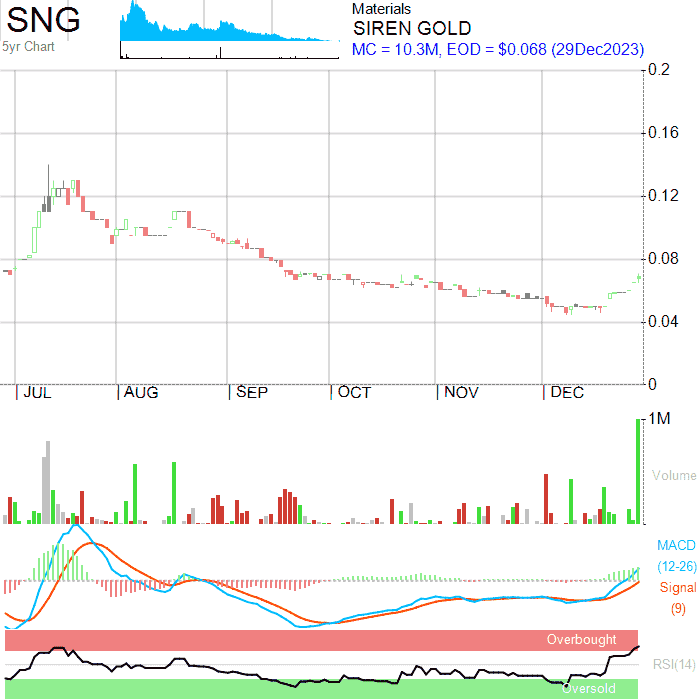 SNG
5yr Chart
Materials
SIREN GOLD
MC = 10.3M, EOD = $0.068 (29Dec2023)
0.2
0.16
0.12
0.08
0.04
0
JUL AUG SEP OCT NOV DEC
1M
Volume
MACD
(12-26)
Signal
(9)
Overbought
RSI(14)
Oversold